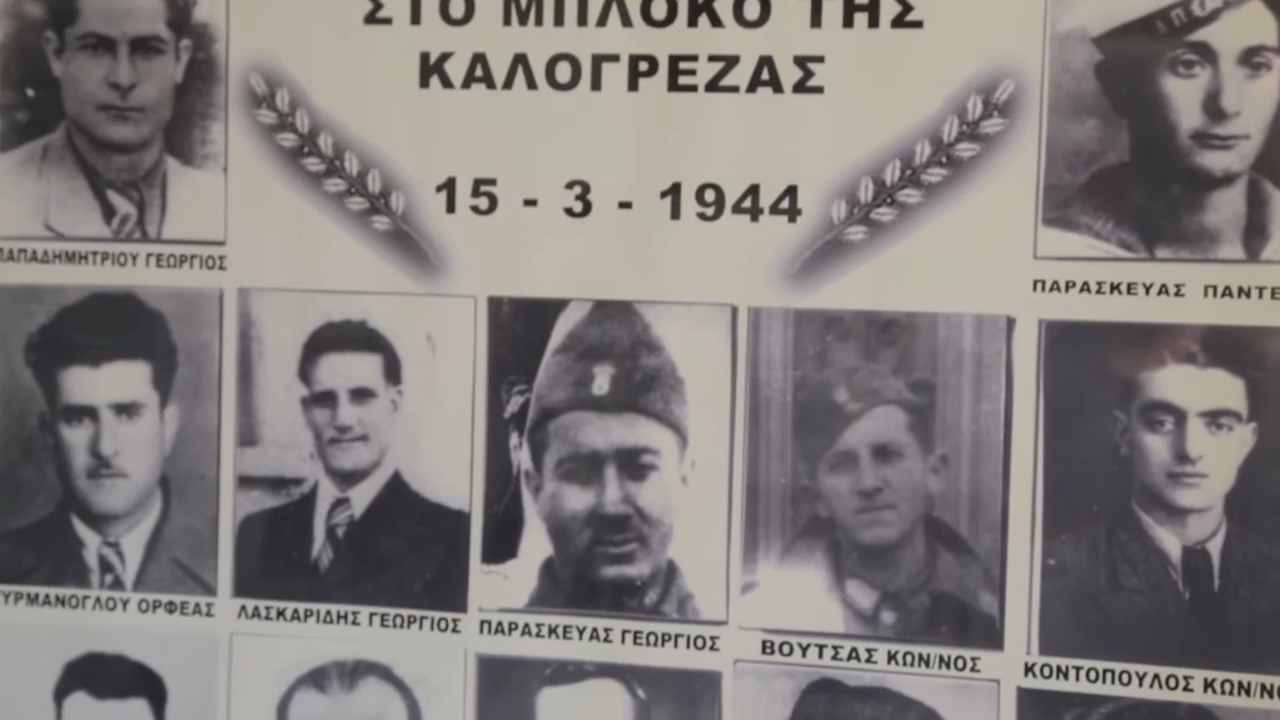 ΣΤΟ ΜΠΛΟΚΟ ΤΗΣ
ΚΑΛΟΓΡΕΖΑΣ
15 - 3 - 1944
ΠΑΠΑΔΗΜΗΤΡΙΟΥ ΓΕΩΡΓΙΟΣ
ΠΑΡΑΣΚΕΥΑΣ ΠΑΝΤΕ
ΥΡΜΑΝΟΓΛΟΥ ΟΡΦΕΑΣ
ΛΑΣΚΑΡΙΔΗΣ ΓΕΩΡΓΙΟΣ
ΠΑΡΑΣΚΕΥΑΣ ΓΕΩΡΓΙΟΣ
ΒΟΥΤΣΑΣ ΚΩΝ/ΝΟΣ
ΚΟΝΤΟΠΟΥΛΟΣ ΚΩΝ/ΝΟ